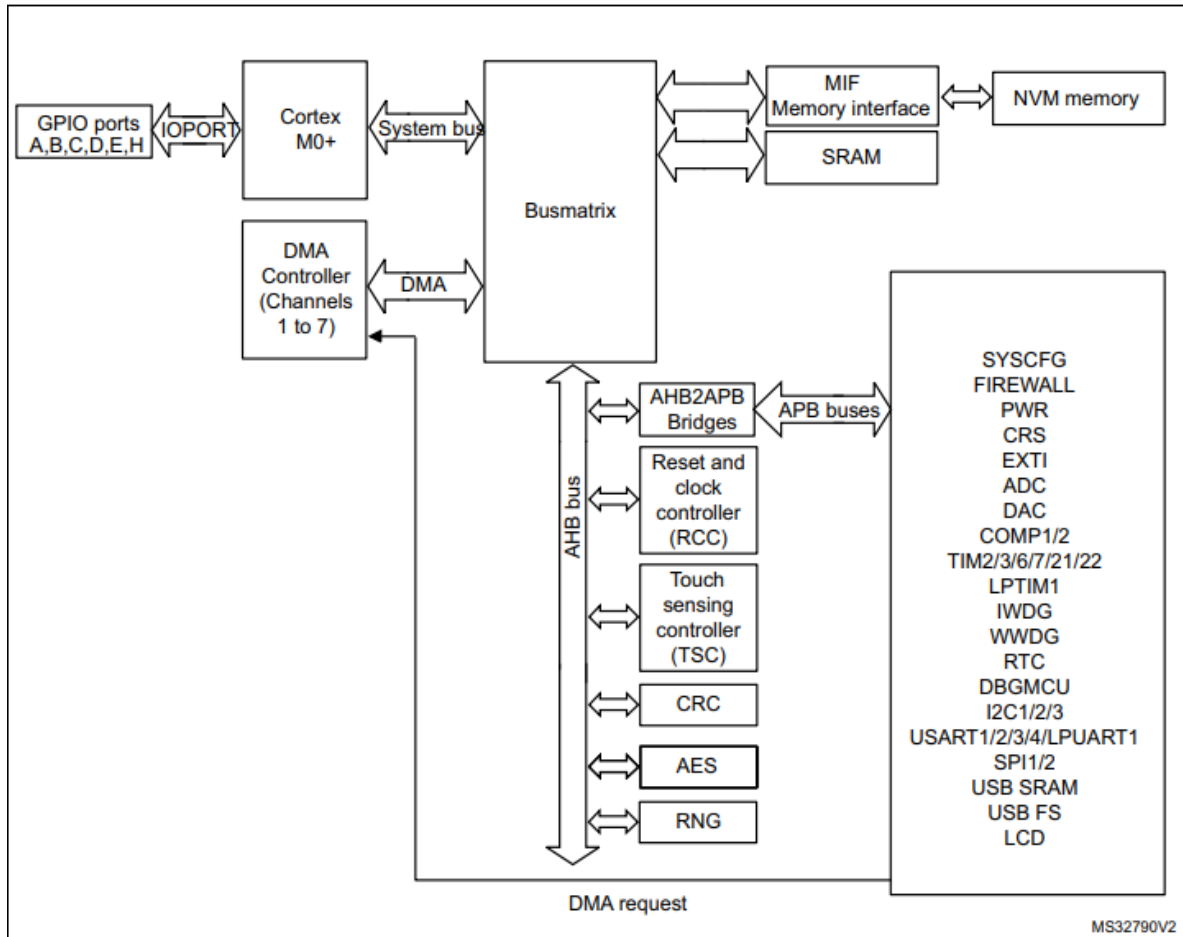 GPIO ports
A,B,C,D,E,H
IOPORT
Cortex
M0+
System bus
Busmatrix
MIF
Memory interface
NVM memory
SRAM
DMA
Controller
(Channels
1 to 7)
DMA
AHB bus
AHB2APB
Bridges
APB buses
Reset and
clock
controller
(RCC)
Touch
sensing
controller
(TSC)
CRC
AES
RNG
SYSCFG
FIREWALL
PWR
CRS
EXTI
ADC
DAC
COMP1/2
TIM2/3/6/7/21/22
LPTIM1
IWDG
WWDG
RTC
DBGMCU
I2C1/2/3
USART1/2/3/4/LPUART1
SPI1/2
USB SRAM
USB FS
LCD
DMA request
MS32790V2